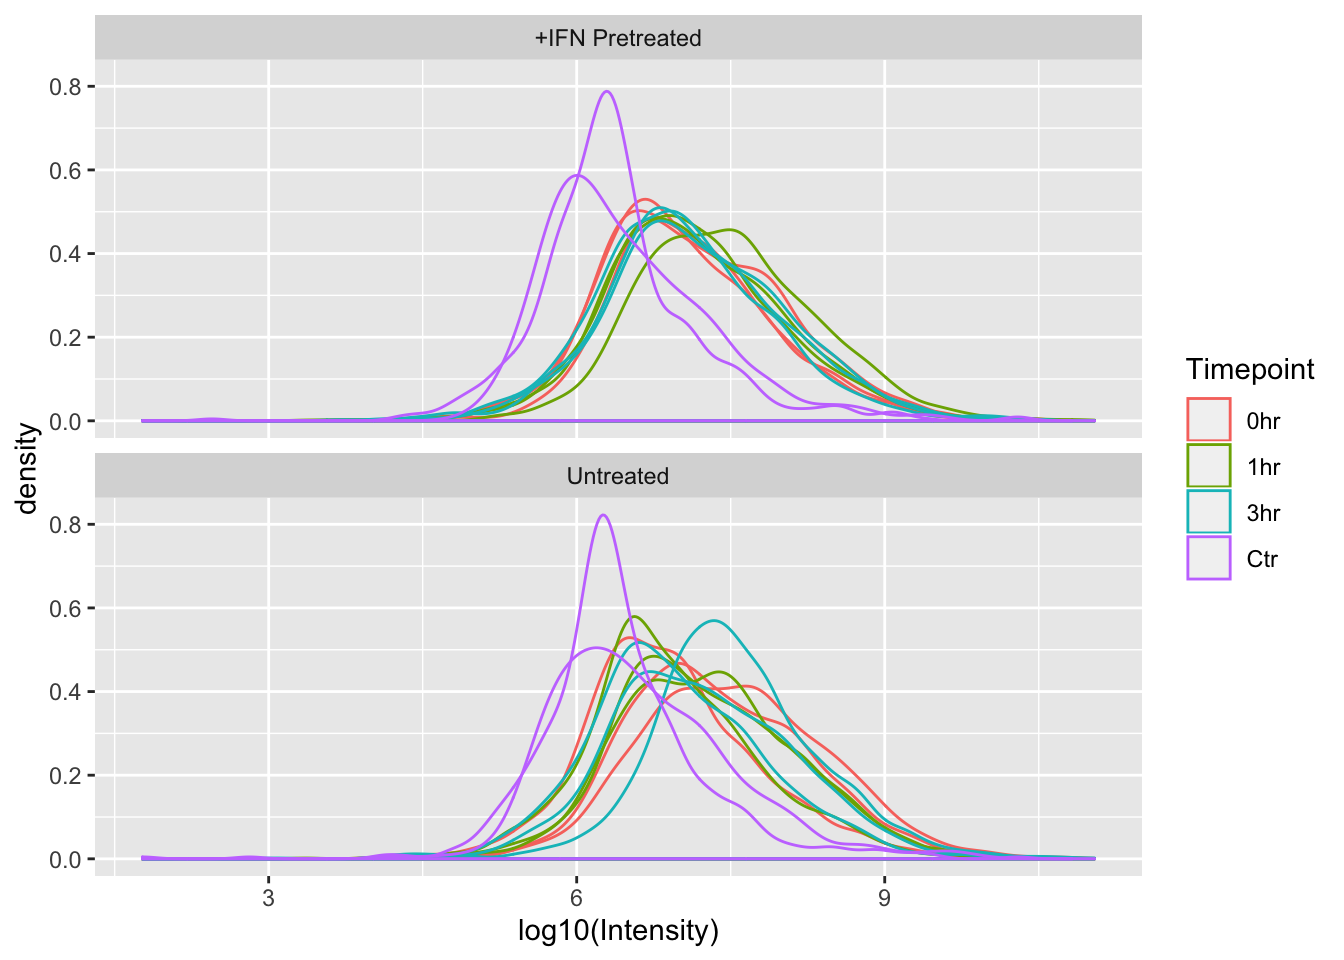 +IFN Pretreated
0.8
0.6
0.4
0.2
0.0
Untreated
0.8
0.6
0.4
0.2
0.0
3
6
9
log10(Intensity)
density
Timepoint
0hr
1hr
3hr
Ctr